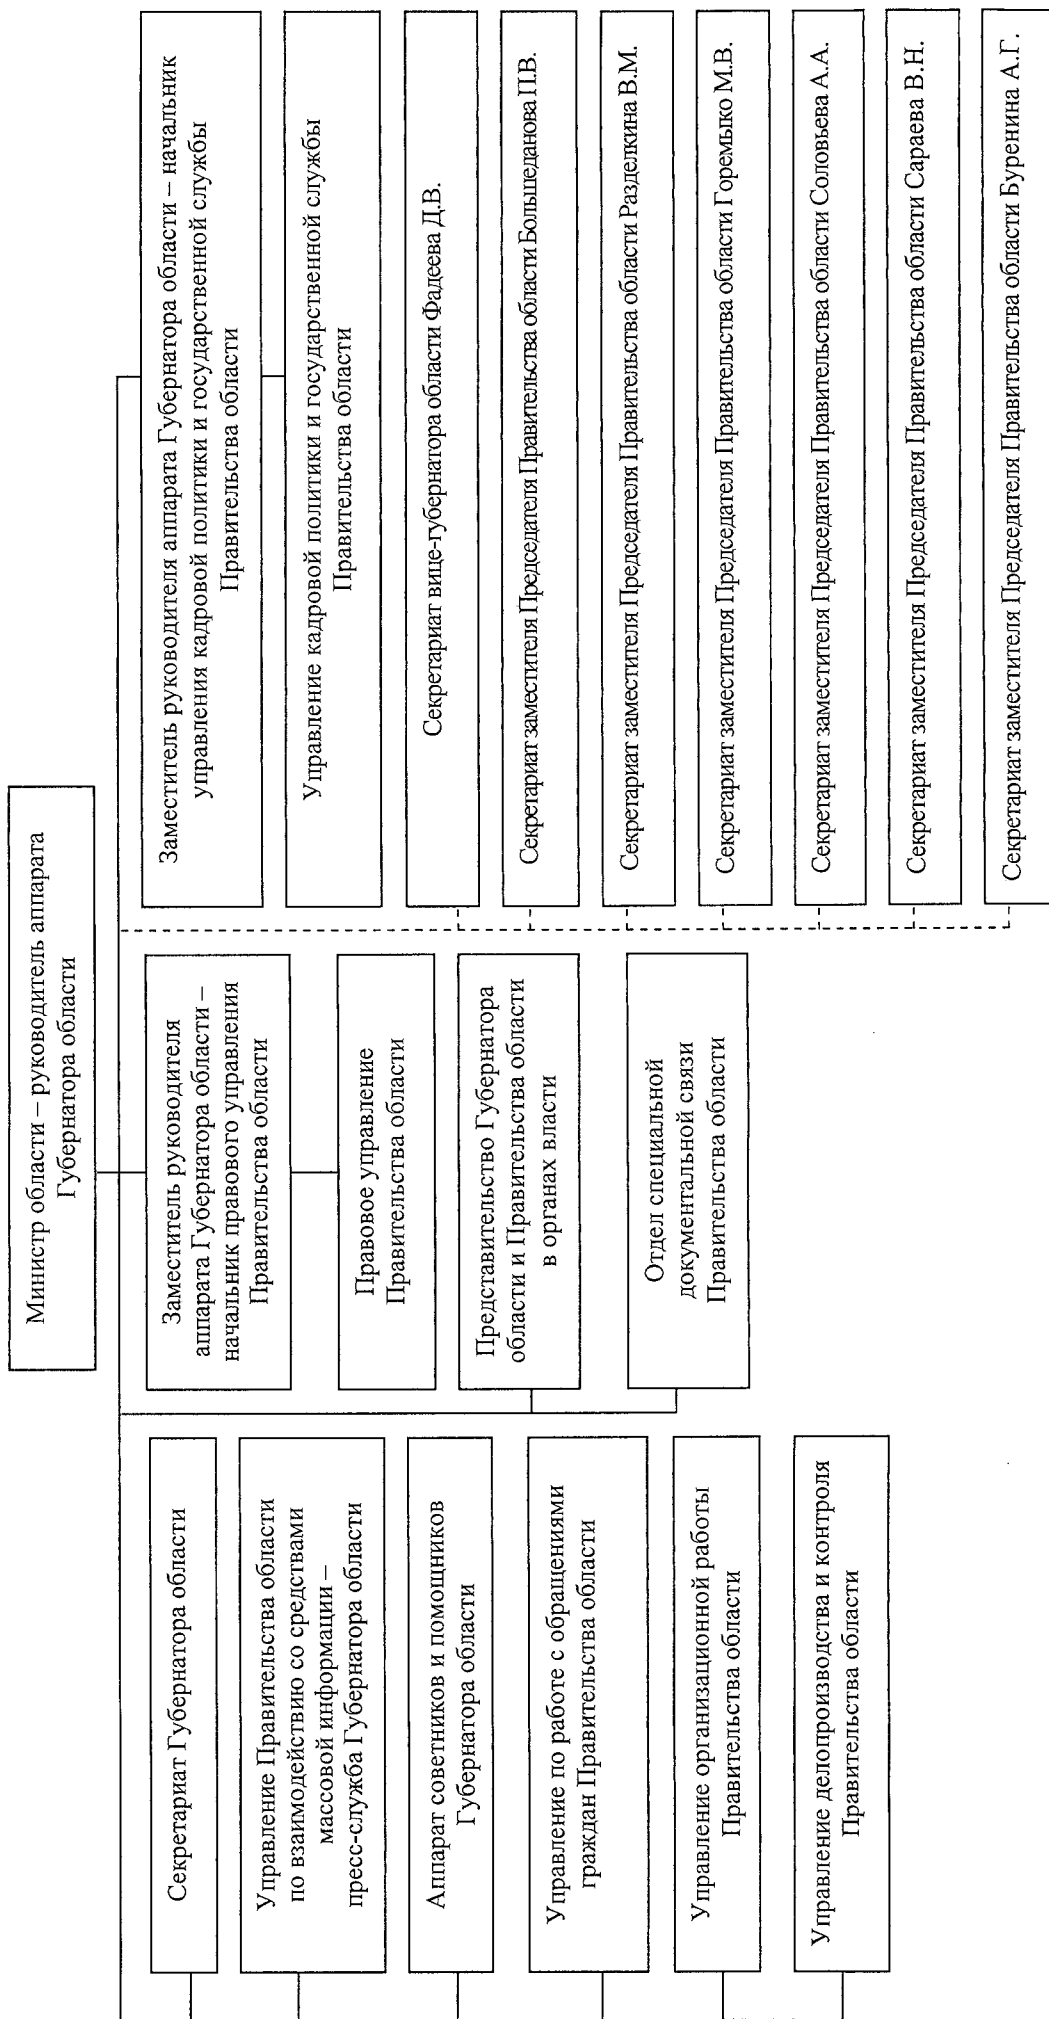 Министр области – руководитель аппарата
Губернатора области
Секретариат Губернатора области
Управление Правительства области
по взаимодействию со средствами
массовой информации –
пресс-служба Губернатора области
Аппарат советников и помощников
Губернатора области
Управление по работе с обращениями
граждан Правительства области
Управление организационной работы
Правительства области
Управление делопроизводства и контроля
Правительства области
Заместитель руководителя
аппарата Губернатора области –
начальник правового управления
Правительства области
Правовое управление
Правительства области
Представительство Губернатора
области и Правительства области
в органах власти
Отдел специальной
документальной связи
Правительства области
Заместитель руководителя аппарата Губернатора области – начальник
управления кадровой политики и государственной службы
Правительства области
Управление кадровой политики и государственной службы
Правительства области
Секретариат вице-губернатора области Фадеева Д.В.
Секретариат заместителя Председателя Правительства области Большеданова П.В.
Секретариат заместителя Председателя Правительства области Разделкина В.М.
Секретариат заместителя Председателя Правительства области Горемыко М.В.
Секретариат заместителя Председателя Правительства области Соловьева А.А.
Секретариат заместителя Председателя Правительства области Сараева В.Н.
Секретариат заместителя Председателя Правительства области Буренина А.Г.